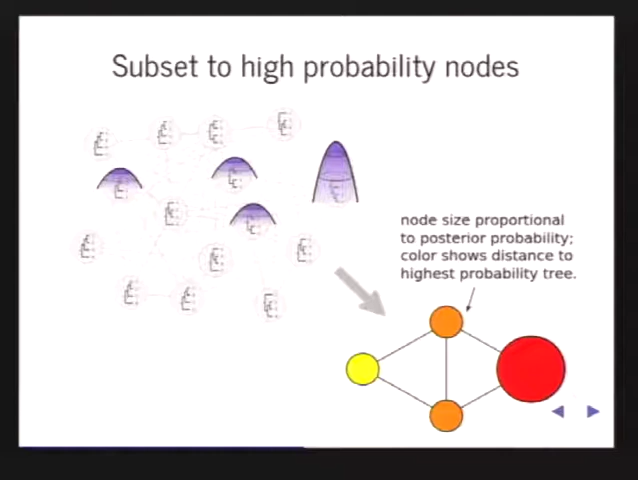 Subset to high probability nodes
node size proportional
to posterior probability;
color shows distance to
highest probability tree.